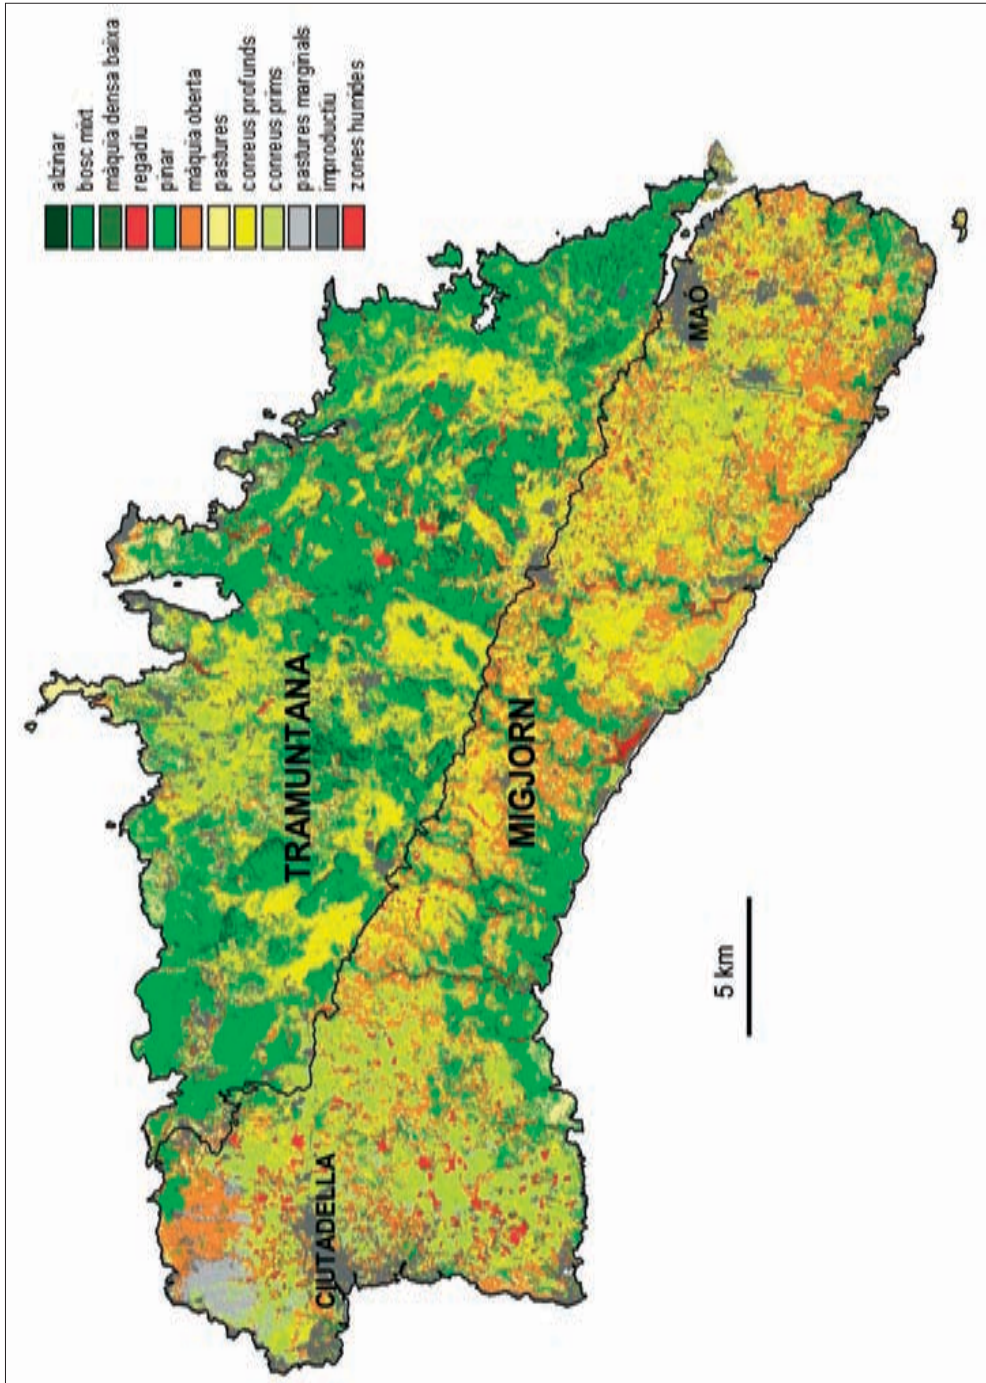 alzinar
bosc mixt
màquia densa baixa
regadiu
pinar
màquia oberta
pastures
conreus profunds
conreus prims
pastures marginals
improductiu
zones humides
TRAMUNTANA
MIGJORN
CIUTADELLA
MAÓ
5 km